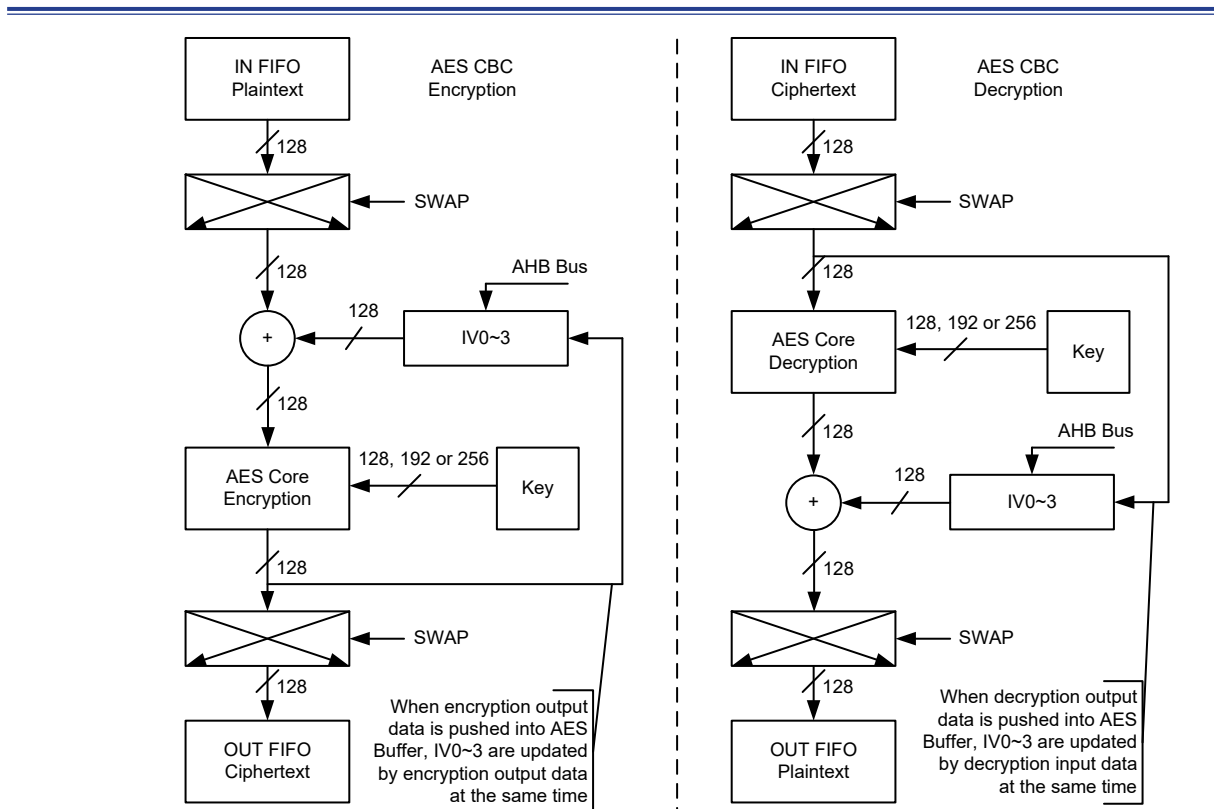 IN FIFO
Plaintext
AES CBC
Encryption
128
SWAP
128
AHB Bus
128
+
IV0~3
128
128, 192 or 256
AES Core
Encryption
Key
128
SWAP
128
When encryption output
data is pushed into AES
Buffer, IV0~3 are updated
by encryption output data
at the same time
OUT FIFO
Ciphertext
IN FIFO
Ciphertext
AES CBC
Decryption
128
SWAP
128
128, 192 or 256
AES Core
Decryption
Key
128
AHB Bus
128
+
IV0~3
128
SWAP
128
When decryption output
data is pushed into AES
Buffer, IV0~3 are updated
by decryption input data
at the same time
OUT FIFO
Plaintext